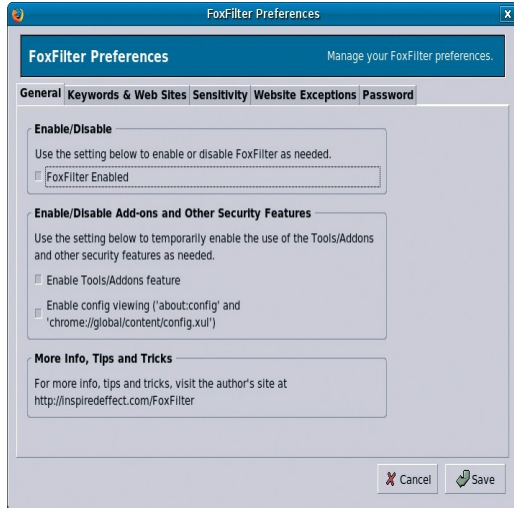 FoxFilter Preferences
X
FoxFilter Preferences
Manage your FoxFilter preferences.
General Keywords & Web Sites Sensitivity Website Exceptions Password
Enable/Disable
Use the setting below to enable or disable FoxFilter as needed.
FoxFilter Enabled
Enable/Disable Add-ons and Other Security Features
Use the setting below to temporarily enable the use of the Tools/Addons
and other security features as needed.
Enable Tools/Addons feature
Enable config viewing ('about:config' and
'chrome://global/content/config.xul')
More Info, Tips and Tricks
For more info, tips and tricks, visit the author's site at
http://inspiredeffect.com/FoxFilter
Cancel Save